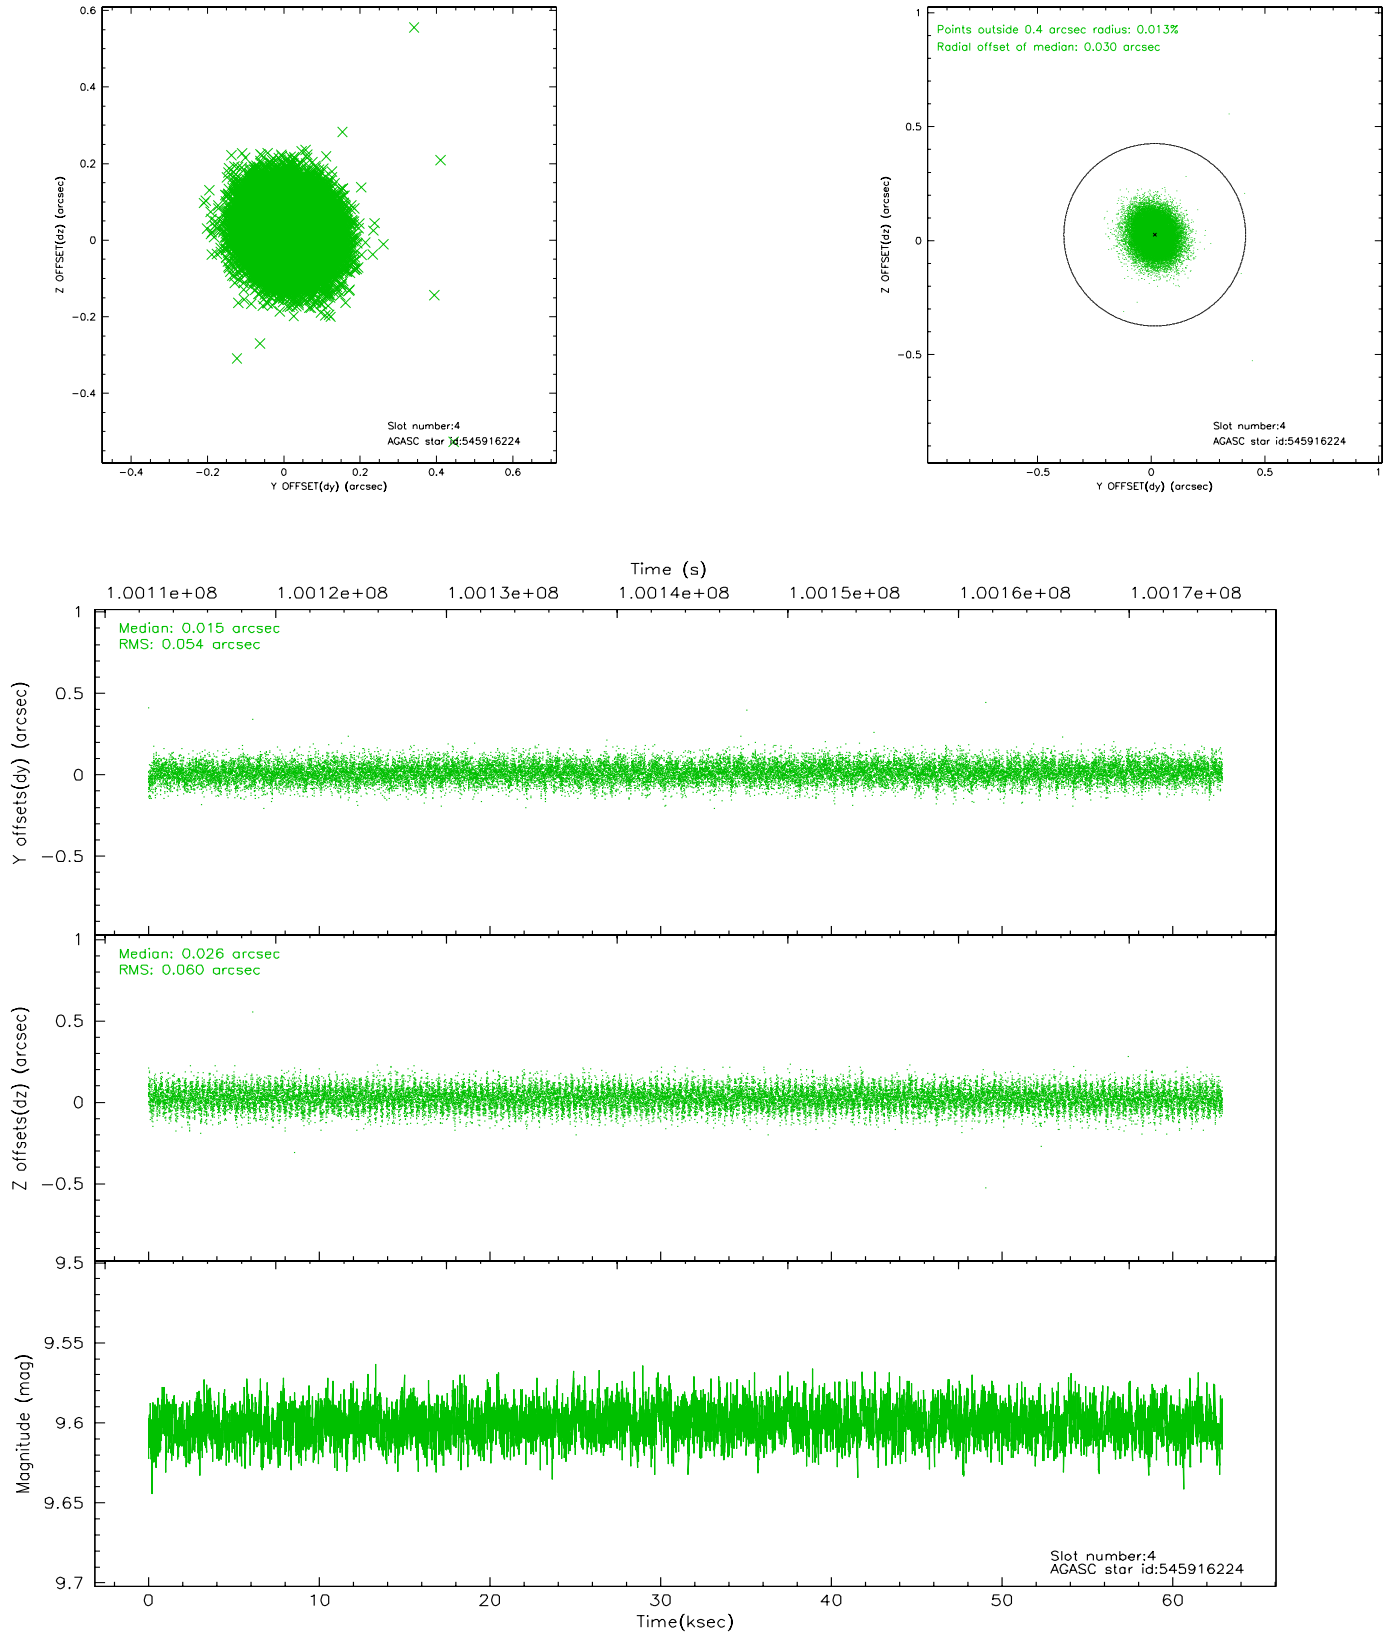 0.6
0.4
0.2
0
-0.2
-0.4
Z OFFSET(dz) (arcsec)
Slot number:4
AGASC star id:545916224
-0.4 -0.2 0 0.2 0.4 0.6
Y OFFSET(dy) (arcsec)
1
0.5
0
-0.5
Z OFFSET(dz) (arcsec)
Points outside 0.4 arcsec radius: 0.013%
Radial offset of median: 0.030 arcsec
Slot number:4
AGASC star id:545916224
-0.5 0 0.5 1
Y OFFSET(dy) (arcsec)
Time (s)
1.0011e+08 1.0012e+08 1.0013e+08 1.0014e+08 1.0015e+08 1.0016e+08 1.0017e+08
1
0.5
0
-0.5
Y offsets(dy) (arcsec)
Median: 0.015 arcsec
RMS: 0.054 arcsec
1
0.5
0
-0.5
Z offsets(dz) (arcsec)
Median: 0.026 arcsec
RMS: 0.060 arcsec
9.5
9.55
9.6
9.65
9.7
Magnitude (mag)
Slot number:4
AGASC star id:545916224
0 10 20 30 40 50 60
Time(ksec)